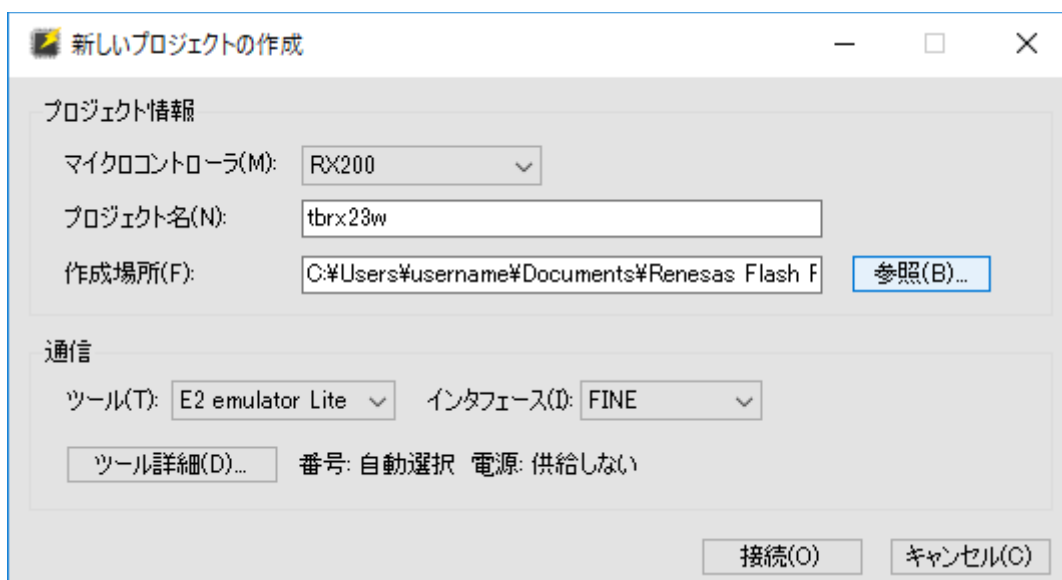 新しいプロジェクトの作成
プロジェクト情報
マイクロコントローラ(M): RX200
プロジェクト名(N): tbrx23w
作成場所(F): C:¥Users¥username¥Documents¥Renesas Flash F 参照(B)...
通信
ツール(T): E2 emulator Lite インタフェース(I): FINE
ツール詳細(D)... 番号: 自動選択 電源: 供給しない
接続(O) キャンセル(C)